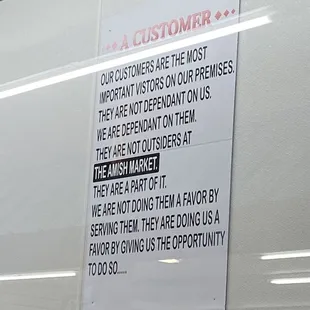 A CUSTOMER
OUR CUSTOMERS ARE THE MOST
IMPORTANT VISTORS ON OUR PREMISES.
THEY ARE NOT DEPENDANT ON US.
WE ARE DEPENDANT ON THEM.
THEY ARE NOT OUTSIDERS AT
THE AMISH MARKET.
THEY ARE A PART OF IT.
WE ARE NOT DOING THEM A FAVOR BY
SERVING THEM. THEY ARE DOING US A
FAVOR BY GIVING US THE OPPORTUNITY
TO DO SO.....